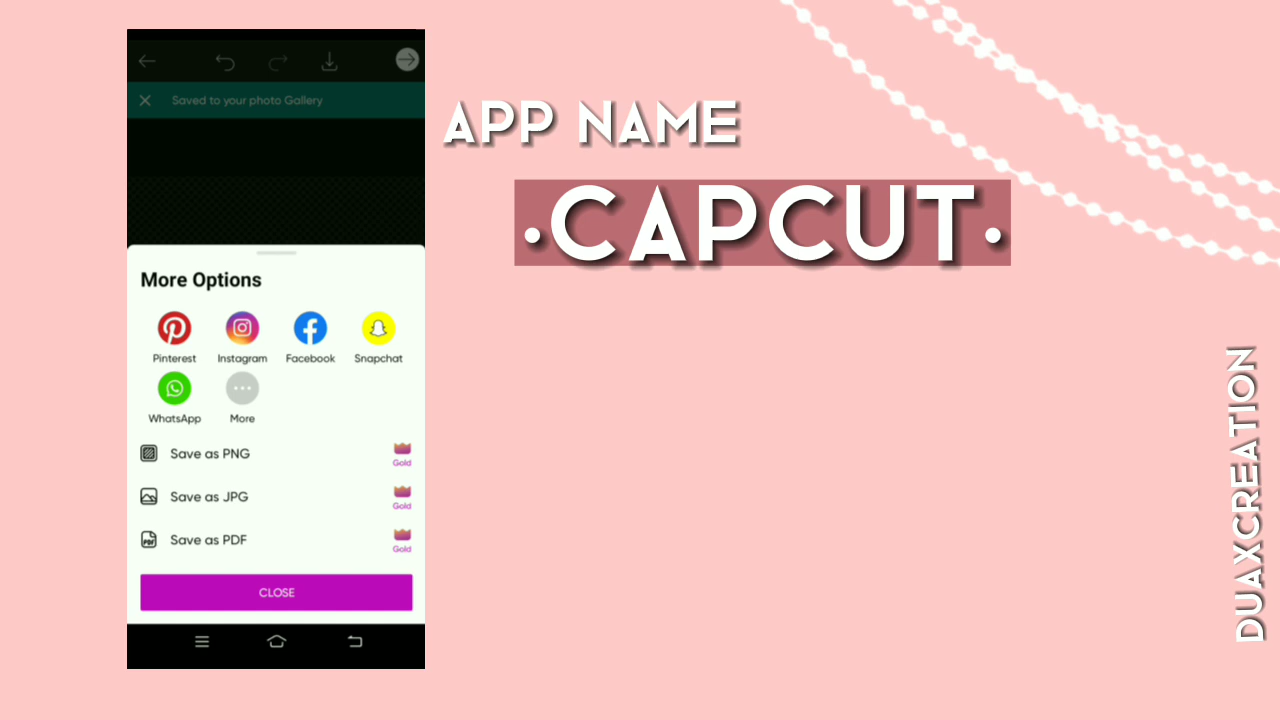 Saved to your photo Gallery
APP NAME
·CAPCUT·
More Options
Pinterest Instagram Facebook Snapchat
WhatsApp More
Save as PNG Gold
Save as JPG Gold
PDF Save as PDF Gold
CLOSE
DUAXCREATION